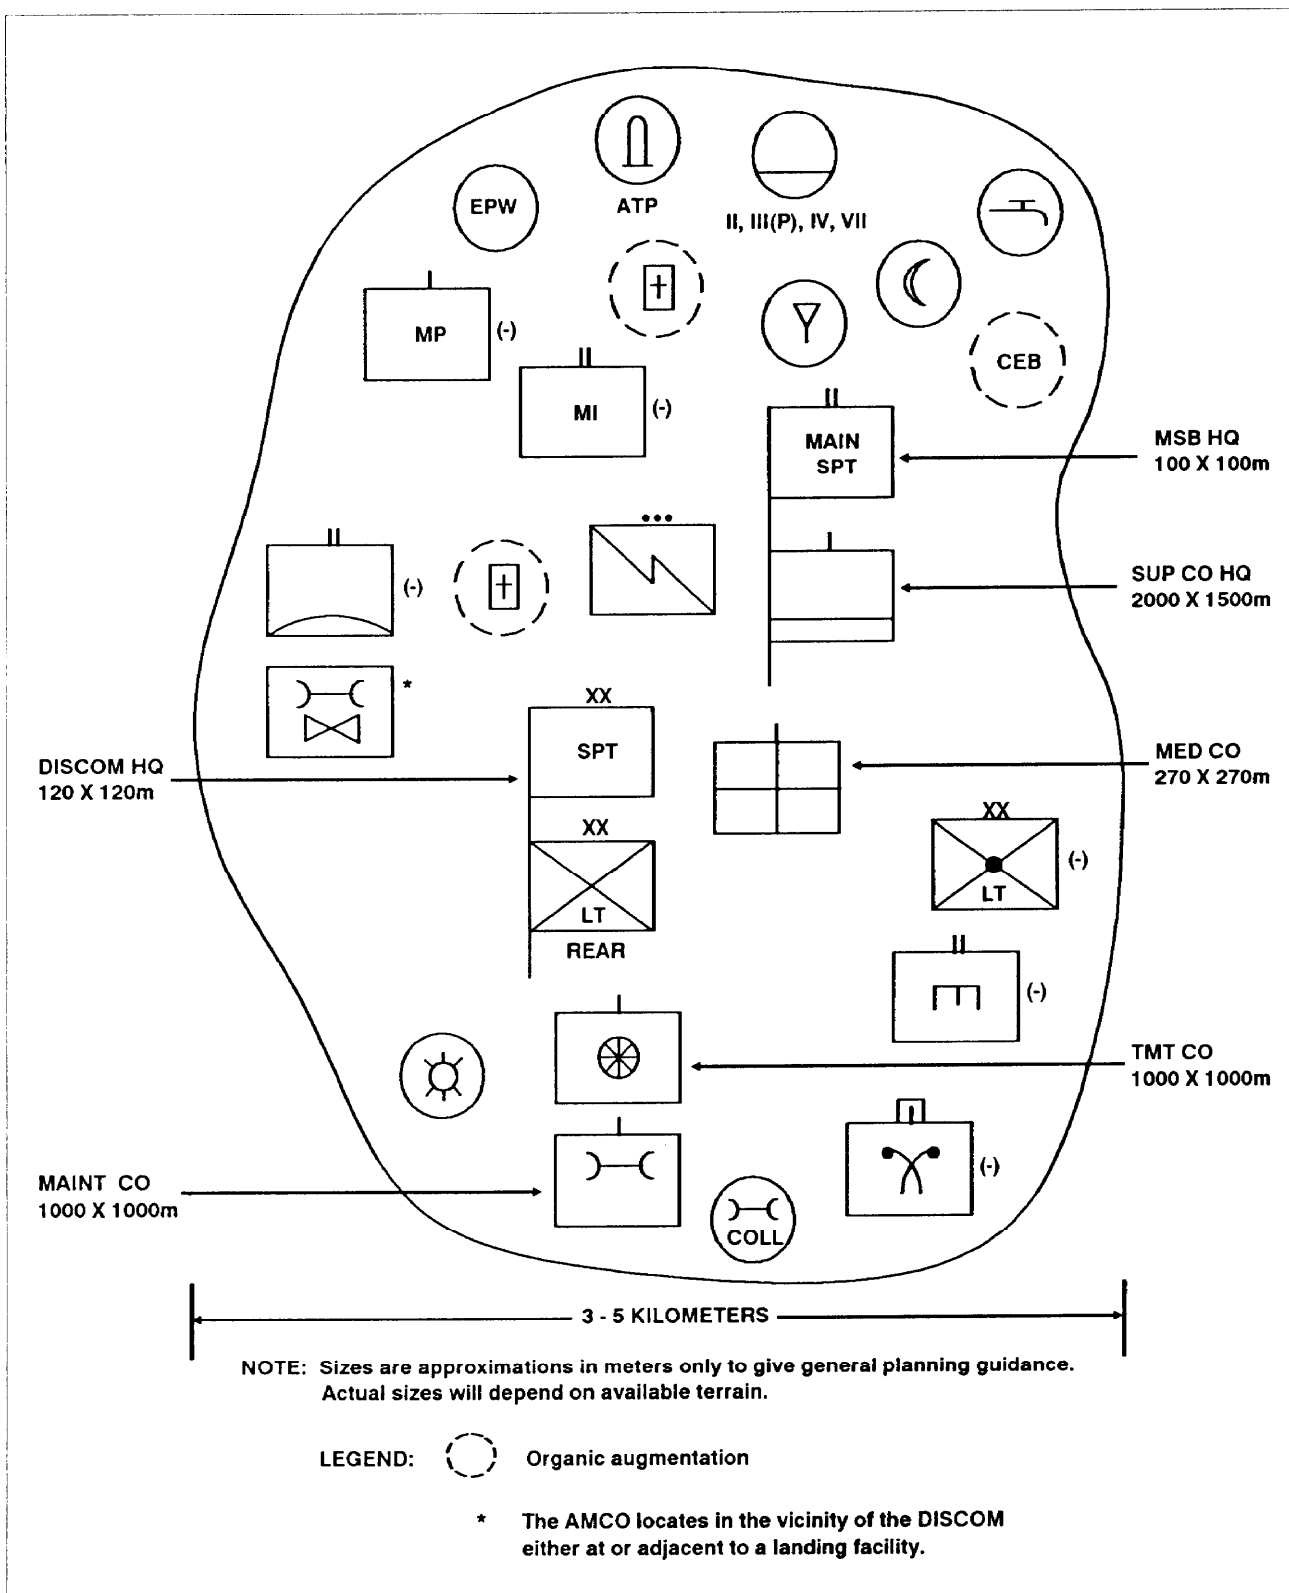 EPW
ATP
II, III(P), IV, VII
MP
(-)
MI
(-)
CEB
MAIN
SPT
MSB HQ
100 X 100m
(-)
•••
SUP CO HQ
2000 X 1500m
*
XX
SPT
DISCOM HQ
120 X 120m
MED CO
270 X 270m
XX
LT
REAR
XX
LT
(-)
(-)
TMT CO
1000 X 1000m
MAINT CO
1000 X 1000m
(-)
COLL
3 - 5 KILOMETERS
NOTE: Sizes are approximations in meters only to give general planning guidance.
Actual sizes will depend on available terrain.
LEGEND: Organic augmentation
* The AMCO locates in the vicinity of the DISCOM
either at or adjacent to a landing facility.